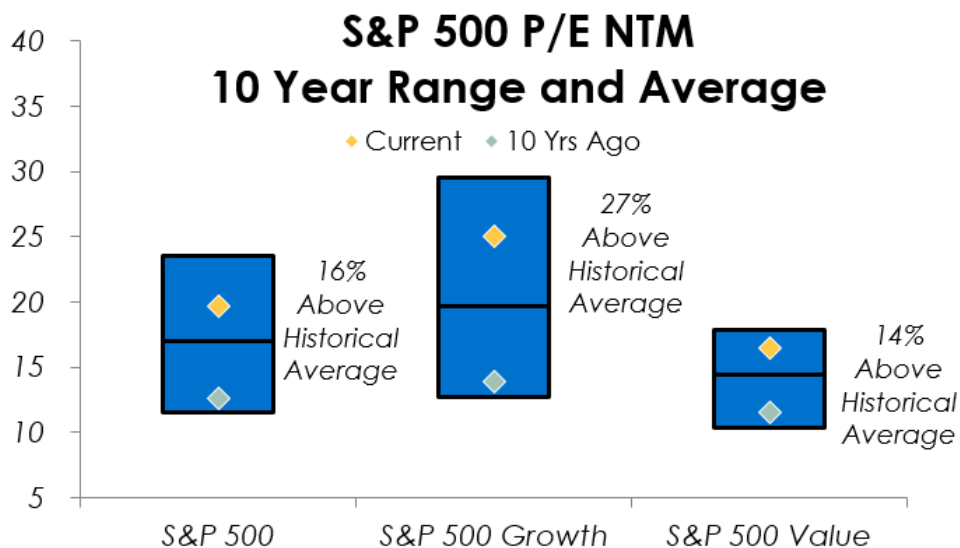 S&P 500 P/E NTM
10 Year Range and Average
Current 10 Yrs Ago
40
35
30
25
20
15
10
5
16%
Above
Historical
Average
27%
Above
Historical
Average
14%
Above
Historical
Average
S&P 500
S&P 500 Growth
S&P 500 Value